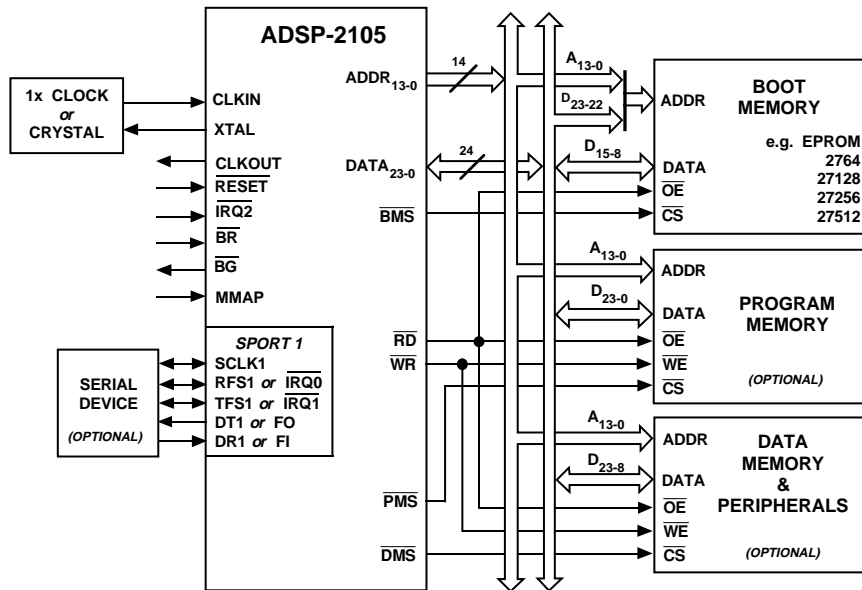 ADSP-2105
1x CLOCK
or
CRYSTAL
CLKIN
XTAL
CLKOUT
RESET
IRQ2
BR
BG
MMAP
SPORT 1
SCLK1
RFS1 or IRQ0
TFS1 or IRQ1
DT1 or FO
DR1 or FI
SERIAL
DEVICE
(OPTIONAL)
ADDR13-0
14
DATA23-0
24
BMS
RD
WR
PMS
DMS
A13-0
D23-22
D15-8
ADDR
DATA
OE
CS
BOOT
MEMORY
e.g. EPROM
2764
27128
27256
27512
A13-0
D23-0
ADDR
DATA
OE
WE
CS
PROGRAM
MEMORY
(OPTIONAL)
A13-0
D23-8
ADDR
DATA
OE
WE
CS
DATA
MEMORY
&
PERIPHERALS
(OPTIONAL)